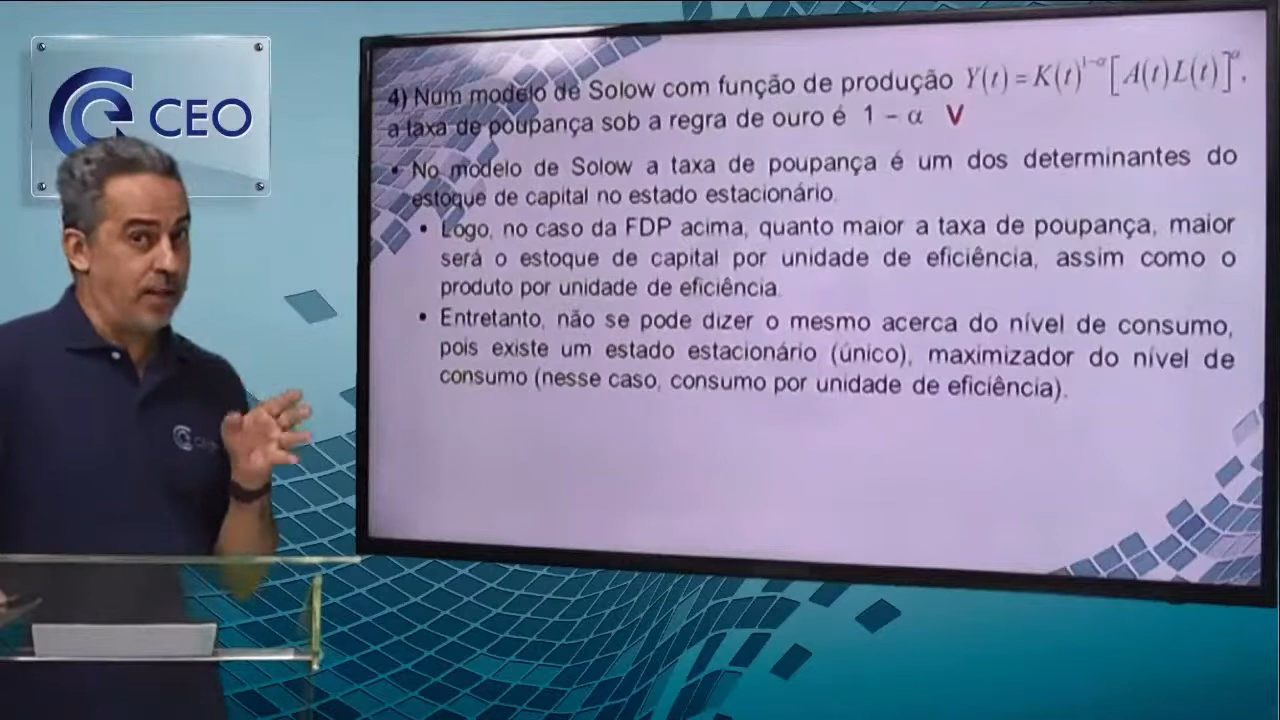 CEO
4) Num modelo de Solow com função de produção Y(t) = K(t)^{1-α} [A(t)L(t)]^α,
a taxa de poupança sob a regra de ouro é 1 – α V
• No modelo de Solow a taxa de poupança é um dos determinantes do
estoque de capital no estado estacionário.
• Logo, no caso da FDP acima, quanto maior a taxa de poupança, maior
será o estoque de capital por unidade de eficiência, assim como o
produto por unidade de eficiência.
• Entretanto, não se pode dizer o mesmo acerca do nível de consumo,
pois existe um estado estacionário (único), maximizador do nível de
consumo (nesse caso, consumo por unidade de eficiência).
CEO